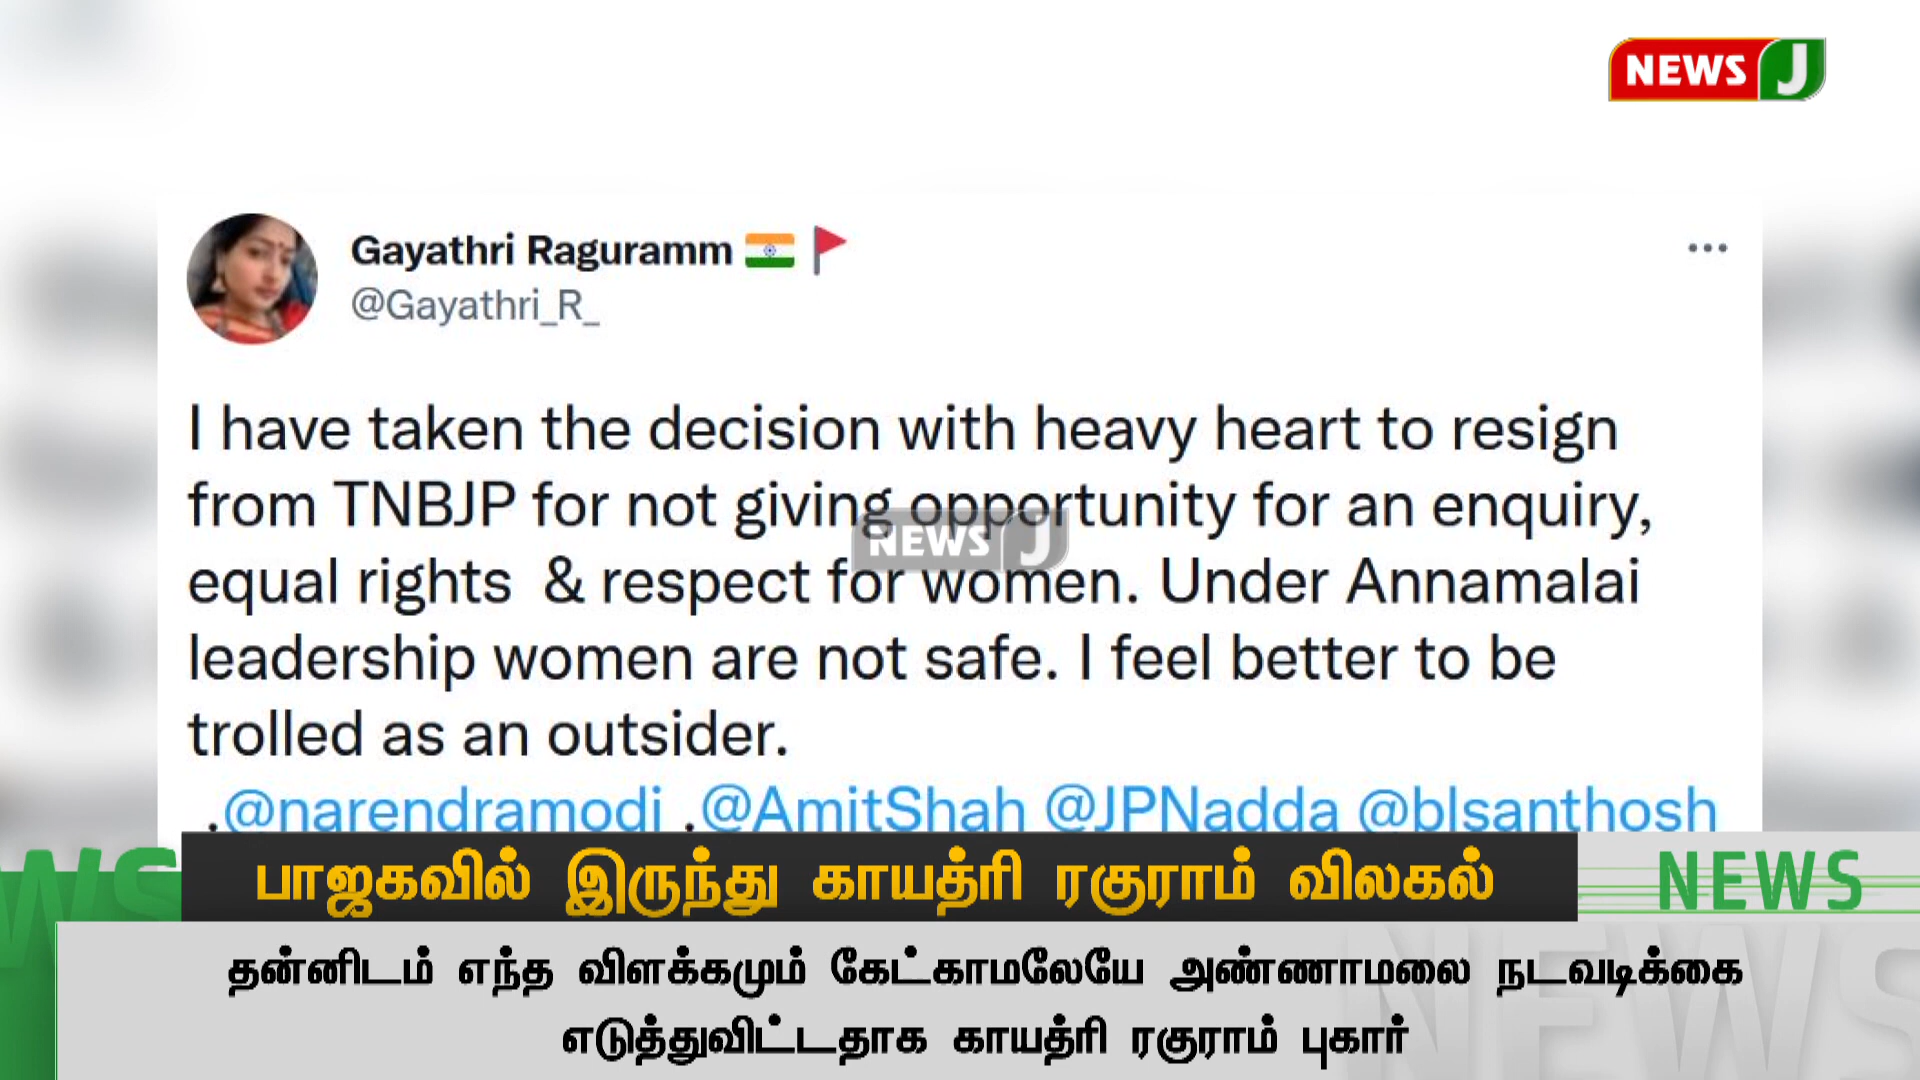 NEWS J
Gayathri Raguramm 🇮🇳 🚩
@Gayathri_R_
I have taken the decision with heavy heart to resign
from TNBJP for not giving opportunity for an enquiry,
NEWS J
equal rights & respect for women. Under Annamalai
leadership women are not safe. I feel better to be
trolled as an outsider.
.@narendramodi .@AmitShah @JPNadda @blsanthosh
பாஜகவில் இருந்து காயத்ரி ரகுராம் விலகல்
NEWS
தன்னிடம் எந்த விளக்கமும் கேட்காமலேயே அண்ணாமலை நடவடிக்கை
எடுத்துவிட்டதாக காயத்ரி ரகுராம் புகார்
NEWS